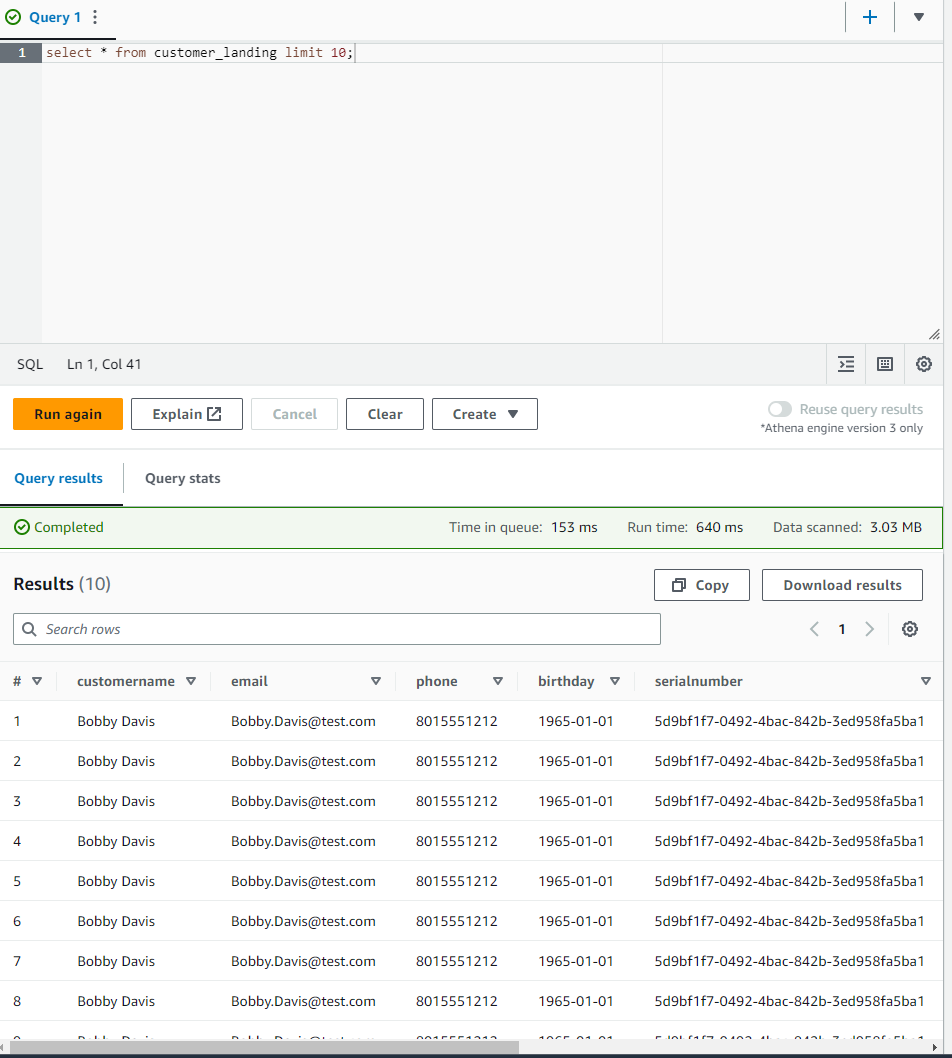 Query 1
1 select * from customer_landing limit 10;
SQL Ln 1, Col 41
Run again Explain Cancel Clear Create Reuse query results
*Athena engine version 3 only
Query results Query stats
Completed Time in queue: 153 ms Run time: 640 ms Data scanned: 3.03 MB
Results (10) Copy Download results
Search rows 1
# customername email phone birthday serialnumber
1 Bobby Davis Bobby.Davis@test.com 8015551212 1965-01-01 5d9bf1f7-0492-4bac-842b-3ed958fa5ba1
2 Bobby Davis Bobby.Davis@test.com 8015551212 1965-01-01 5d9bf1f7-0492-4bac-842b-3ed958fa5ba1
3 Bobby Davis Bobby.Davis@test.com 8015551212 1965-01-01 5d9bf1f7-0492-4bac-842b-3ed958fa5ba1
4 Bobby Davis Bobby.Davis@test.com 8015551212 1965-01-01 5d9bf1f7-0492-4bac-842b-3ed958fa5ba1
5 Bobby Davis Bobby.Davis@test.com 8015551212 1965-01-01 5d9bf1f7-0492-4bac-842b-3ed958fa5ba1
6 Bobby Davis Bobby.Davis@test.com 8015551212 1965-01-01 5d9bf1f7-0492-4bac-842b-3ed958fa5ba1
7 Bobby Davis Bobby.Davis@test.com 8015551212 1965-01-01 5d9bf1f7-0492-4bac-842b-3ed958fa5ba1
8 Bobby Davis Bobby.Davis@test.com 8015551212 1965-01-01 5d9bf1f7-0492-4bac-842b-3ed958fa5ba1